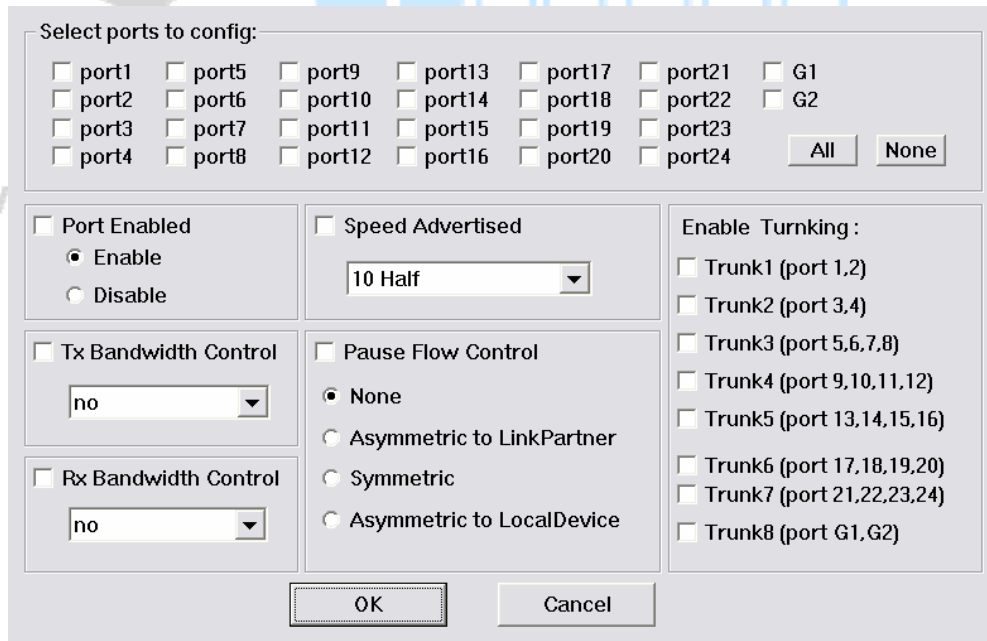 Select ports to config:
port1 port5 port9 port13 port17 port21 G1
port2 port6 port10 port14 port18 port22 G2
port3 port7 port11 port15 port19 port23
port4 port8 port12 port16 port20 port24 All None
Port Enabled
Enable
Disable
Speed Advertised
10 Half
Enable Turnking :
Trunk1 (port 1,2)
Trunk2 (port 3,4)
Trunk3 (port 5,6,7,8)
Trunk4 (port 9,10,11,12)
Trunk5 (port 13,14,15,16)
Trunk6 (port 17,18,19,20)
Trunk7 (port 21,22,23,24)
Trunk8 (port G1,G2)
Tx Bandwidth Control
no
Pause Flow Control
None
Asymmetric to LinkPartner
Symmetric
Asymmetric to LocalDevice
Rx Bandwidth Control
no
OK Cancel